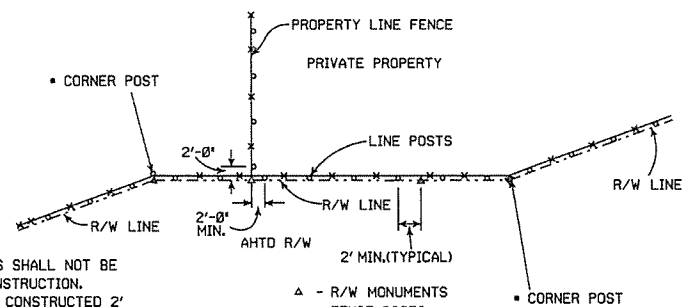 PROPERTY LINE FENCE
PRIVATE PROPERTY
▪ CORNER POST
LINE POSTS
2'-0"
R/W LINE
R/W LINE
R/W LINE
2'-0"
MIN.
AHTD R/W
2' MIN.(TYPICAL)
S SHALL NOT BE
NSTRUCTION.
CONSTRUCTED 2'
△ - R/W MONUMENTS
▪ CORNER POST